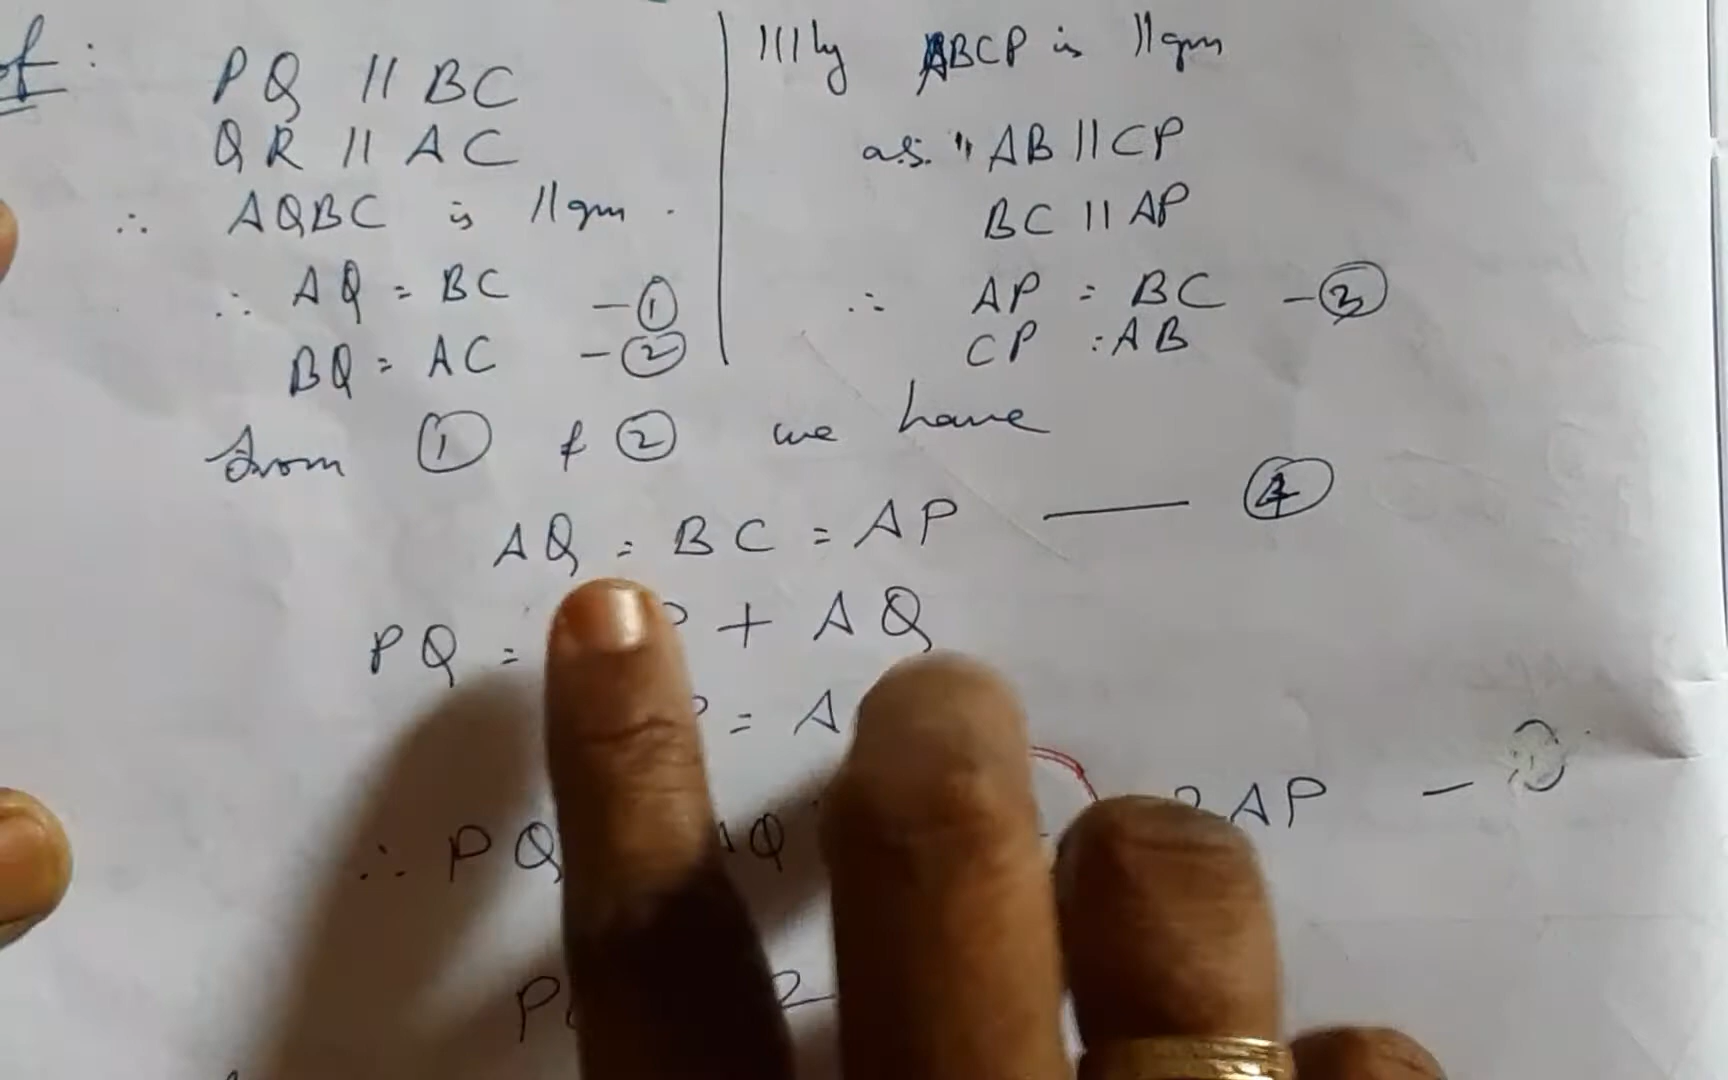 PQ || BC
QR || AC
∴ AQBC is ||gm.
∴ AQ = BC — ①
BQ = AC — ②
|||ly ABCP is ||gm
as. " AB || CP
BC || AP
∴ AP = BC — ③
CP = AB
from ① & ② we have
AQ = BC = AP — ④
PQ = + AQ
= A
∴ PQ AQ 2AP —
P 2